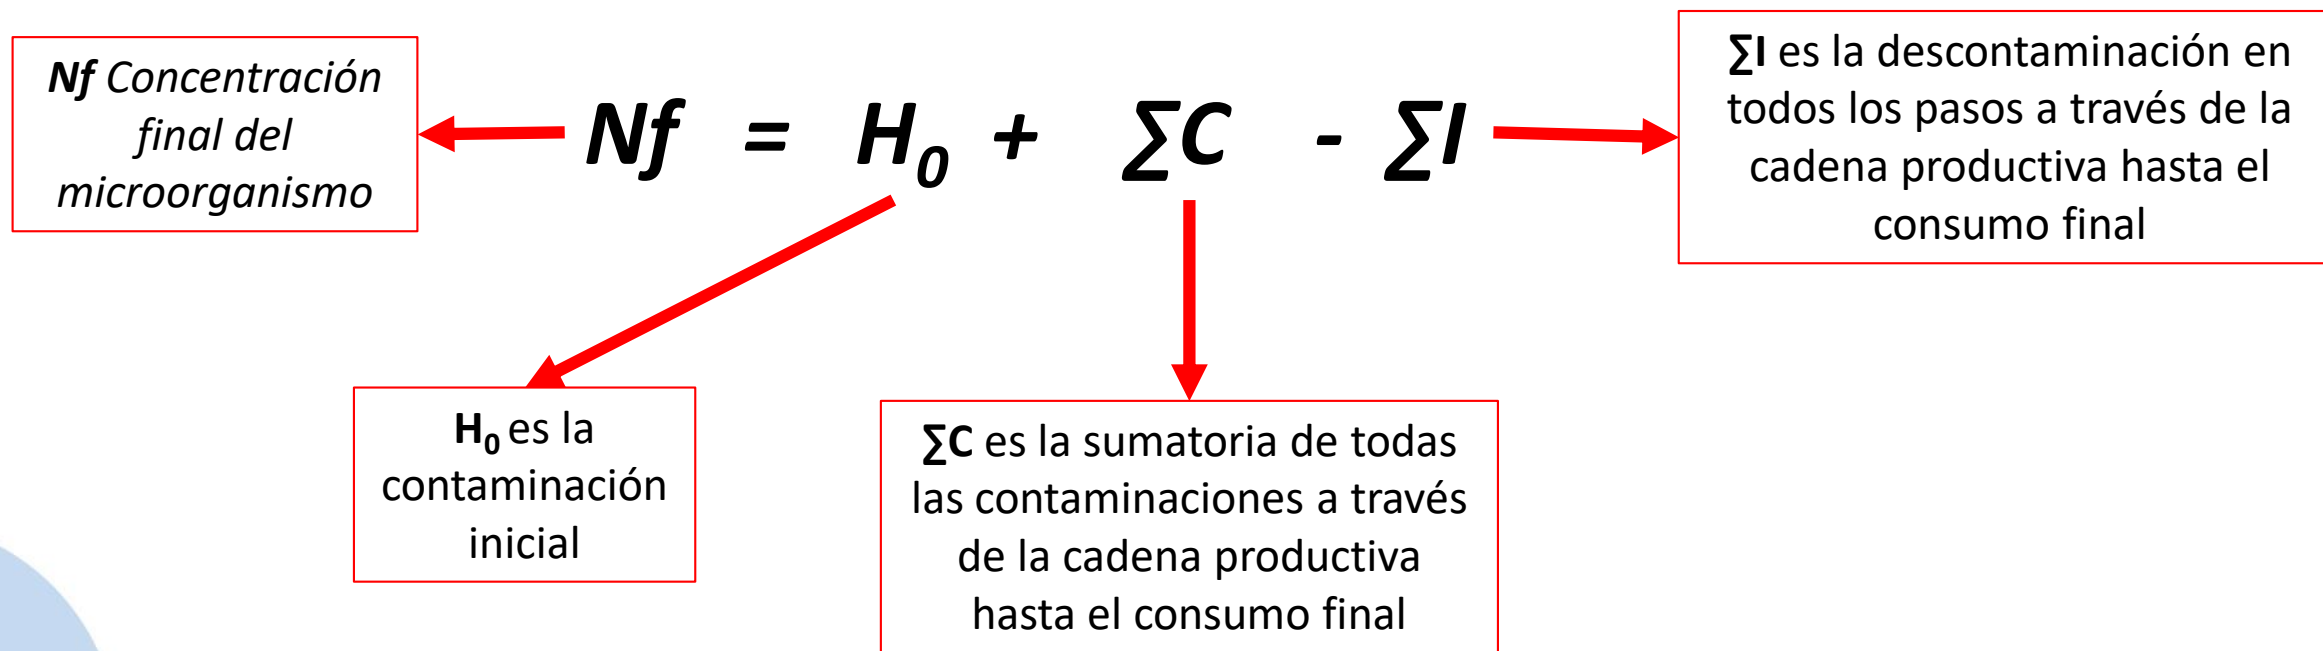 Nf Concentración
final del
microorganismo
Nf = H₀ + ∑C - ∑I
∑I es la descontaminación en
todos los pasos a través de la
cadena productiva hasta el
consumo final
H₀ es la
contaminación
inicial
∑C es la sumatoria de todas
las contaminaciones a través
de la cadena productiva
hasta el consumo final